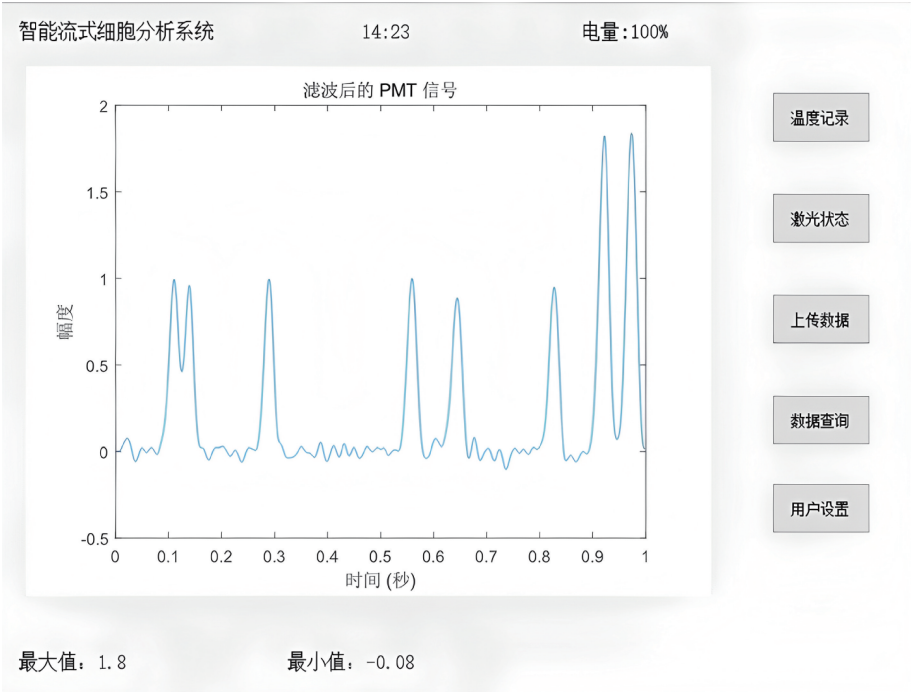 智能流式细胞分析系统 14:23 电量:100%
滤波后的 PMT 信号
2
1.5
1
0.5
0
-0.5
幅度
0 0.1 0.2 0.3 0.4 0.5 0.6 0.7 0.8 0.9 1
时间 (秒)
温度记录
激光状态
上传数据
数据查询
用户设置
最大值：1.8 最小值：-0.08